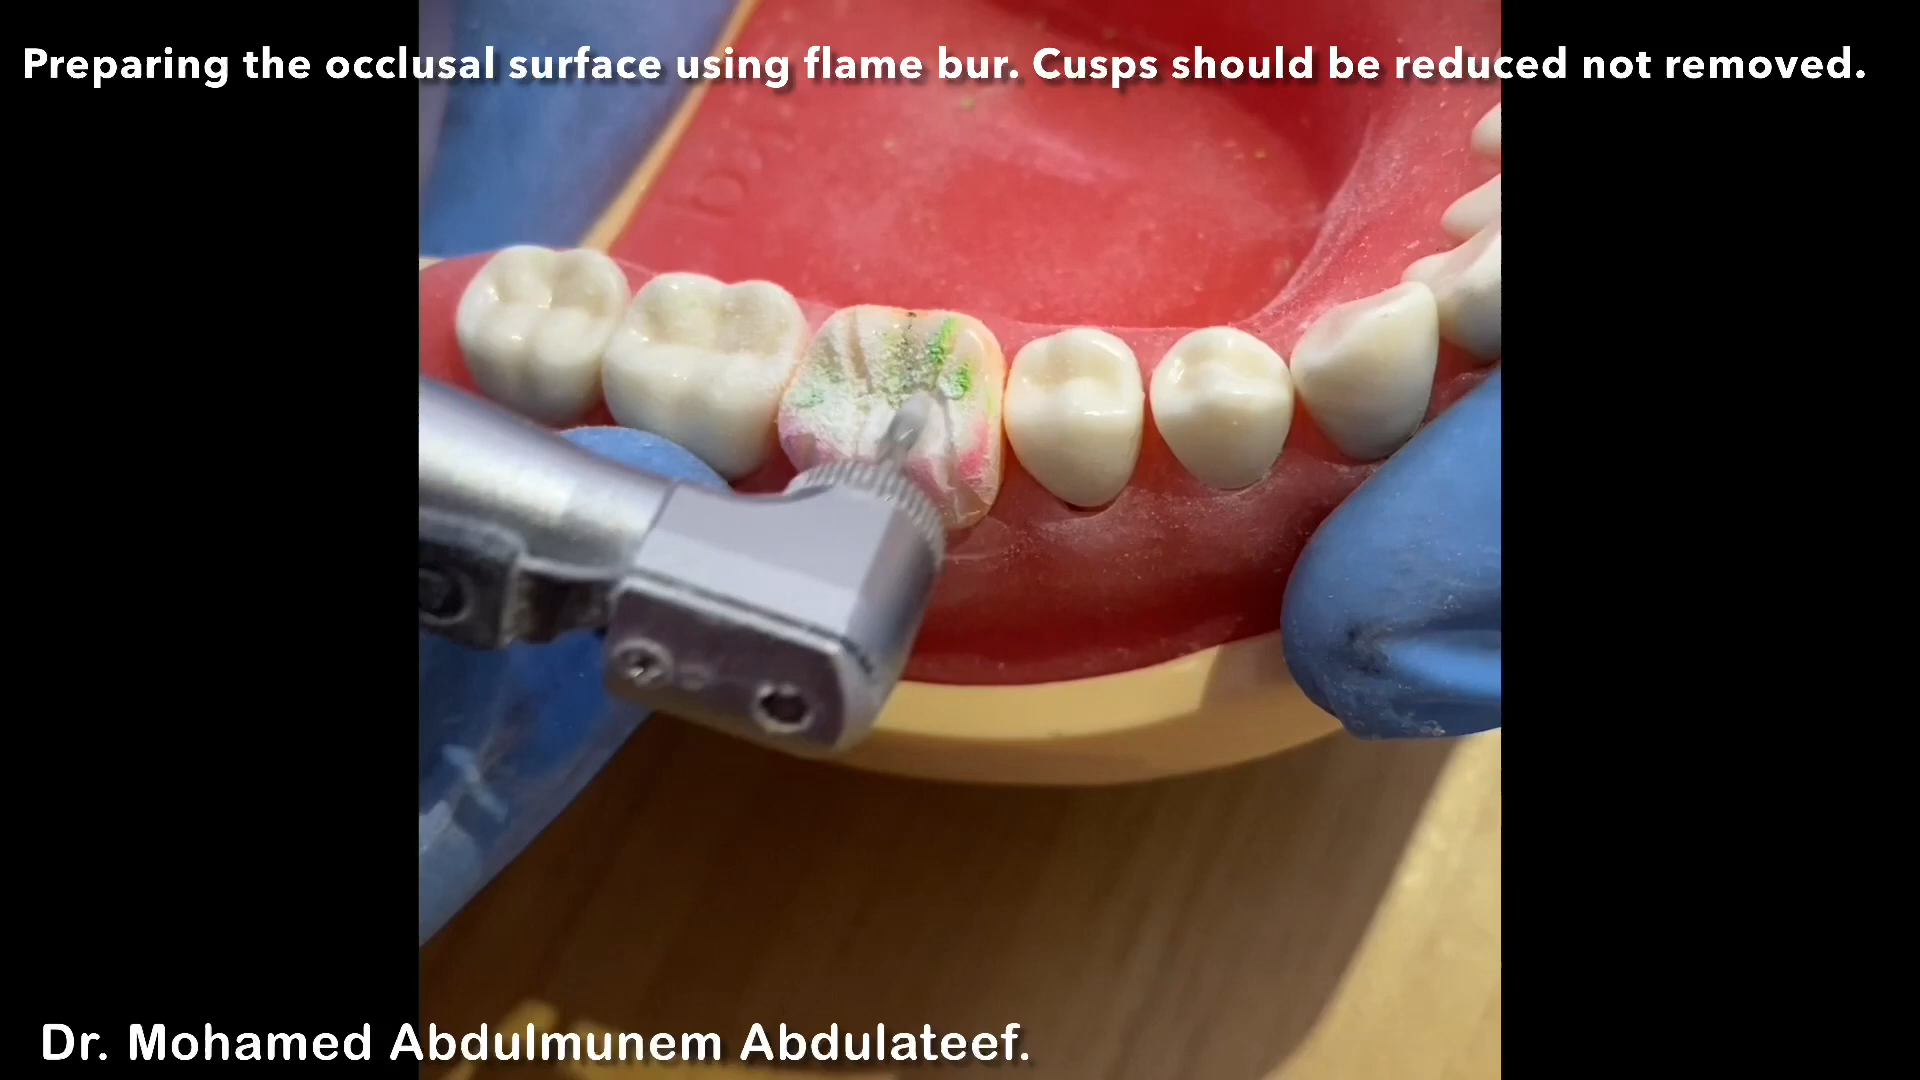 Preparing the occlusal surface using flame bur. Cusps should be reduced not removed.
Dr. Mohamed Abdulmunem Abdulateef.